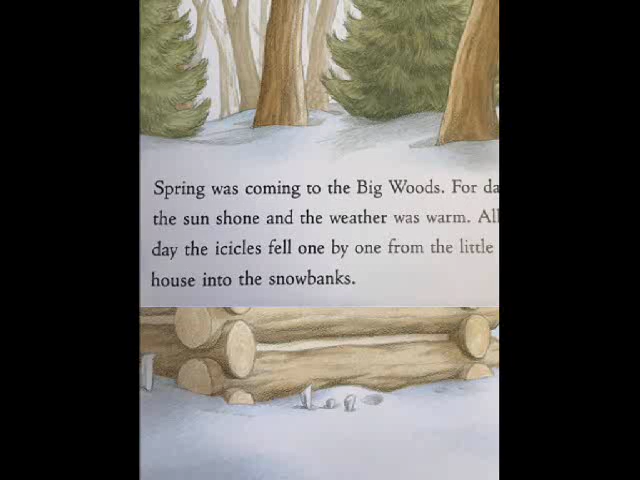 Spring was coming to the Big Woods. For da
the sun shone and the weather was warm. All
day the icicles fell one by one from the little
house into the snowbanks.